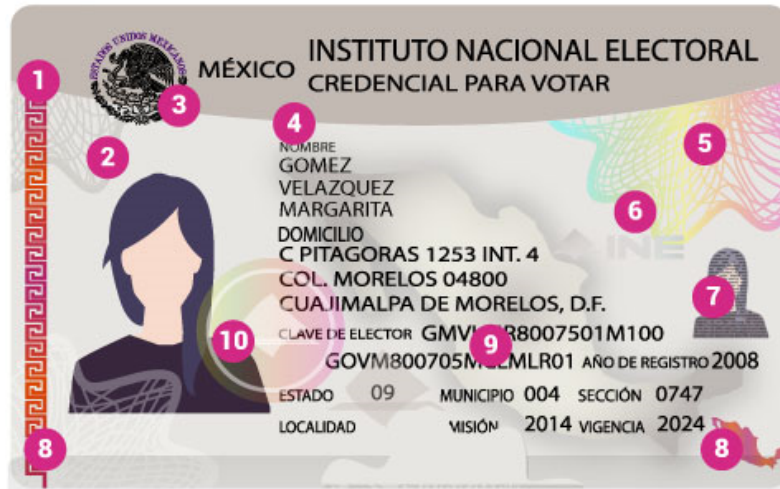 ESTADOS UNIDOS MEXICANOS
MÉXICO
INSTITUTO NACIONAL ELECTORAL
CREDENCIAL PARA VOTAR
1
3
4
2
5
NOMBRE
GOMEZ
VELAZQUEZ
MARGARITA
6
DOMICILIO
C PITAGORAS 1253 INT. 4
INE
COL. MORELOS 04800
7
CUAJIMALPA DE MORELOS, D.F.
10
CLAVE DE ELECTOR
9
AÑO DE REGISTRO 2008
ESTADO 09 MUNICIPIO 004 SECCIÓN 0747
LOCALIDAD MISIÓN 2014 VIGENCIA 2024
8
8